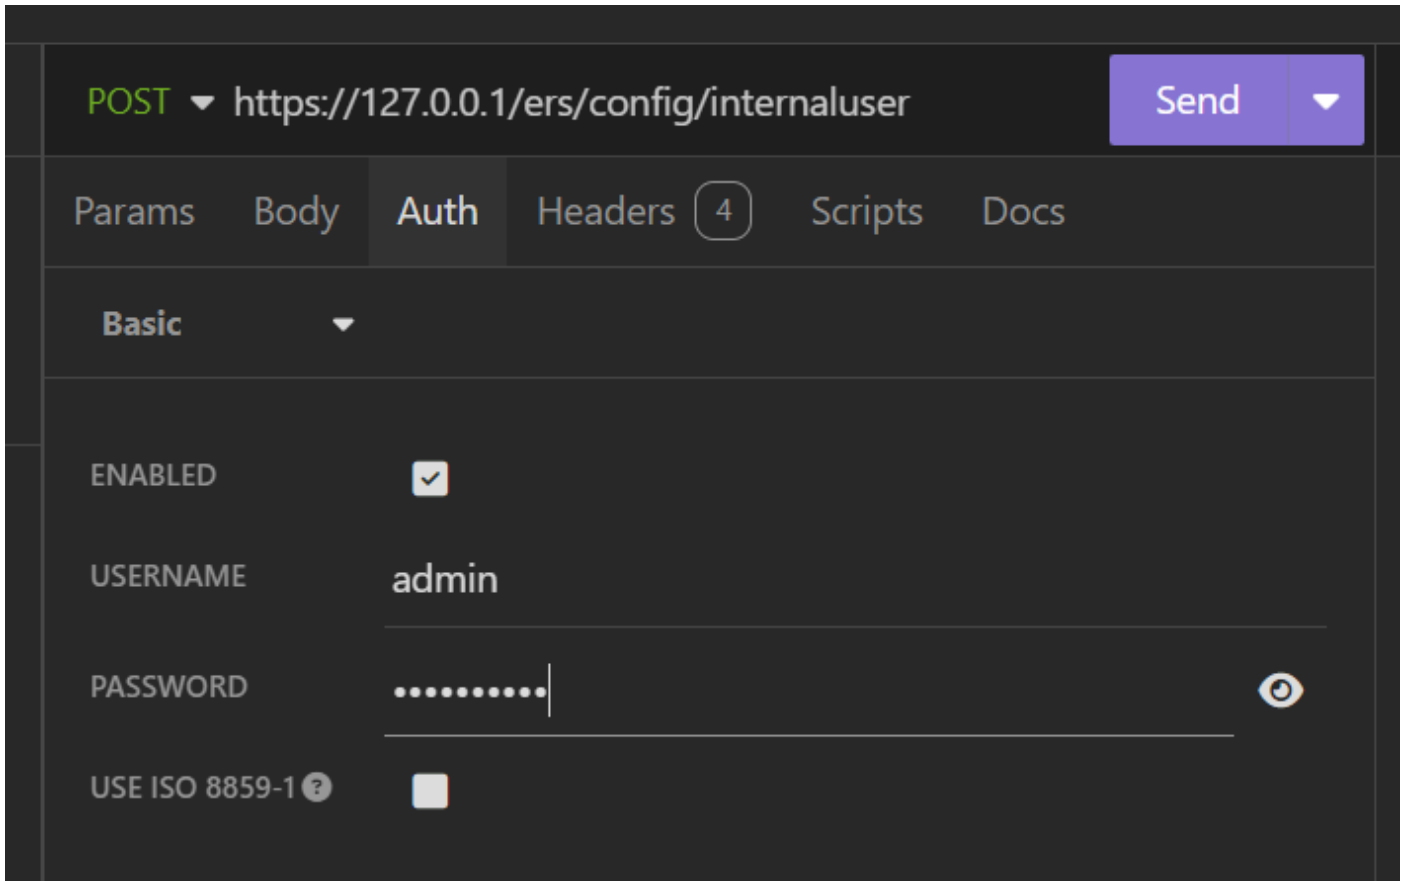 POST https://127.0.0.1/ers/config/internaluser Send
Params Body Auth Headers 4 Scripts Docs
Basic
ENABLED
USERNAME admin
PASSWORD ••••••••••
USE ISO 8859-1 ?